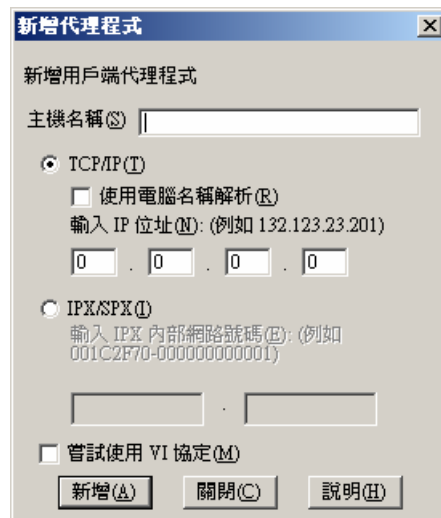 新增代理程式
新增用戶端代理程式
主機名稱(S)
TCP/IP(T)
使用電腦名稱解析(R)
輸入 IP 位址(N): (例如 132.123.23.201)
0 . 0 . 0 . 0
IPX/SPX(I)
輸入 IPX 內部網路號碼(E): (例如
001C2F70-000000000001)
.
嘗試使用 VI 協定(M)
新增(A) 關閉(C) 說明(H)